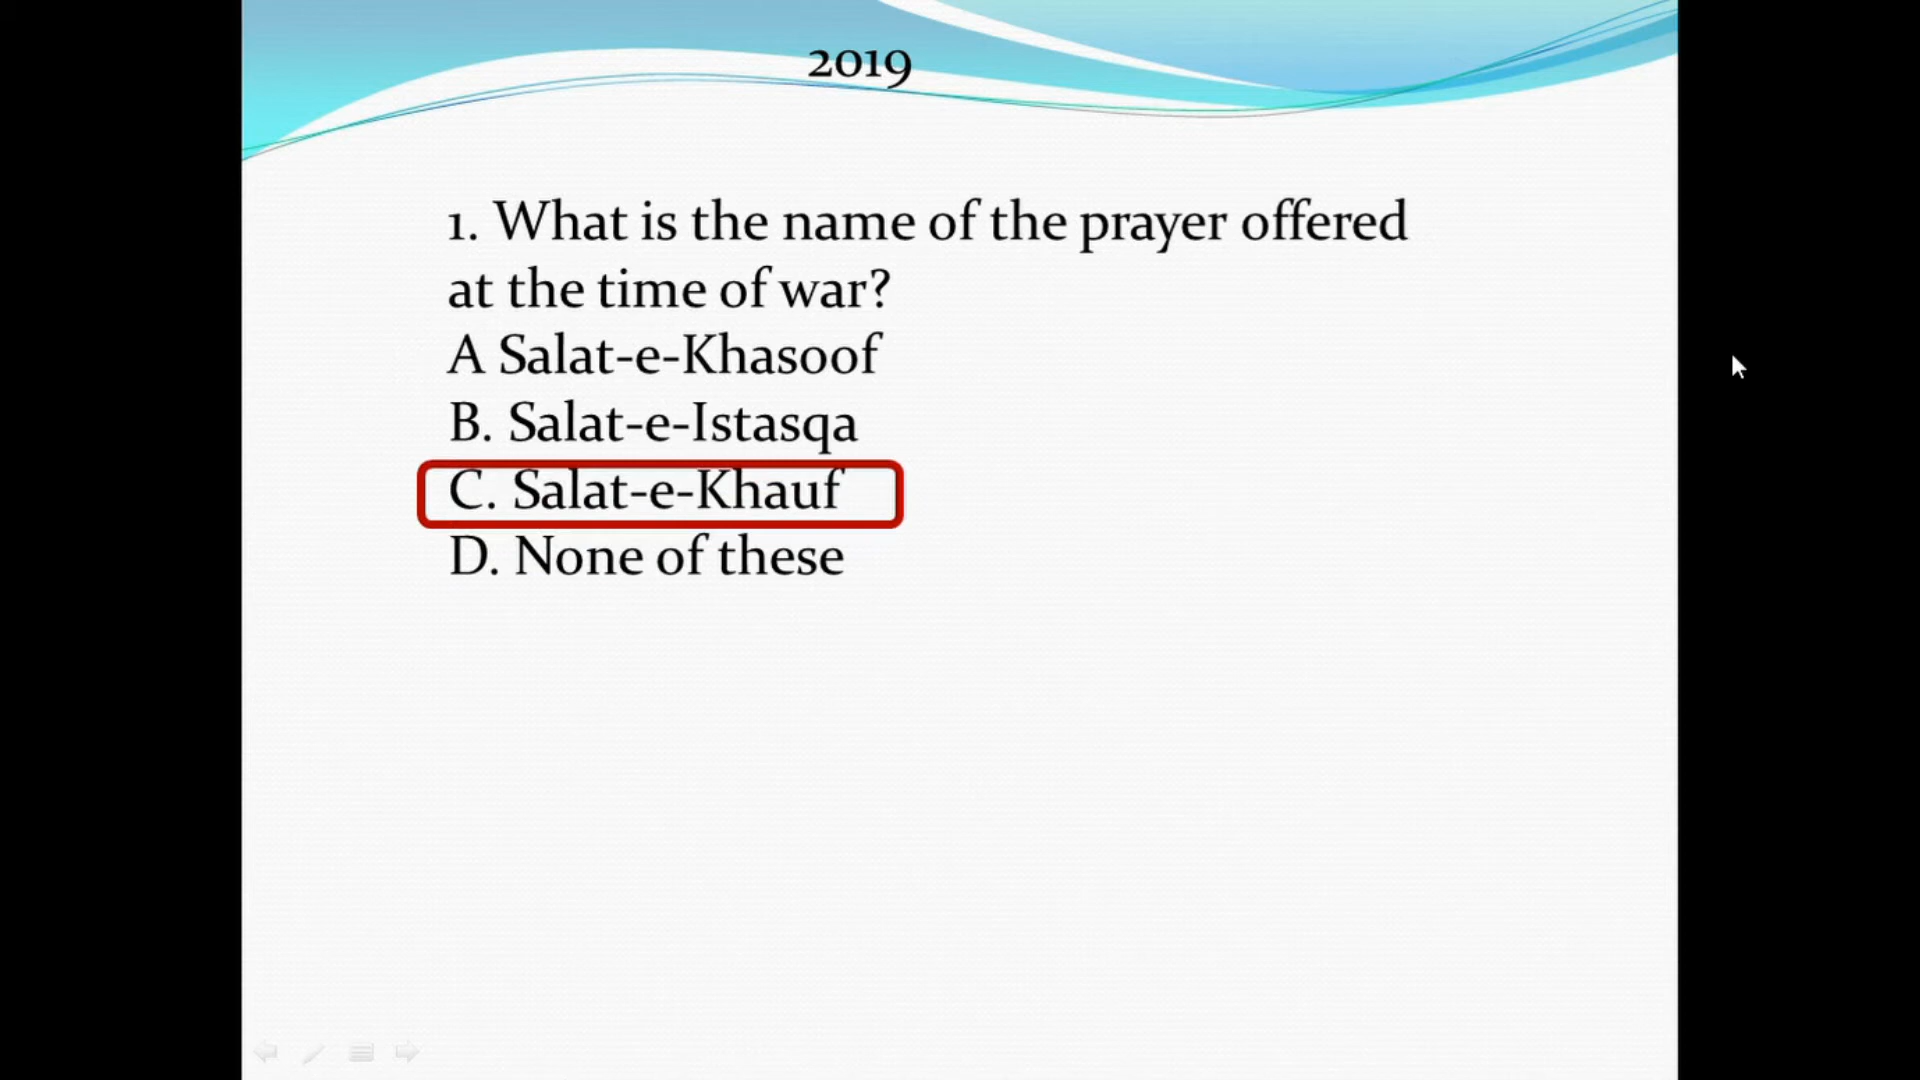 2019
1. What is the name of the prayer offered
at the time of war?
A Salat-e-Khasoof
B. Salat-e-Istasqa
C. Salat-e-Khauf
D. None of these